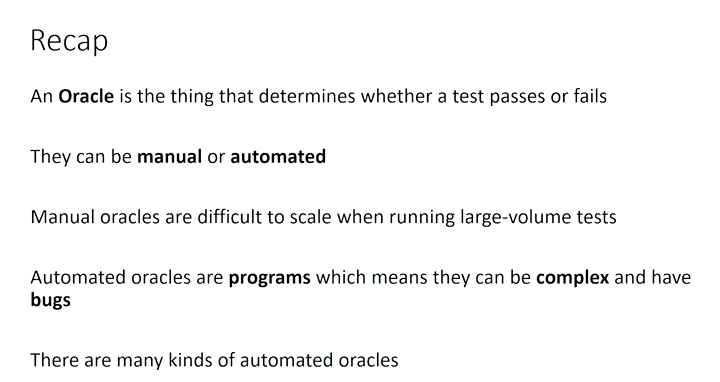 Recap
An Oracle is the thing that determines whether a test passes or fails
They can be manual or automated
Manual oracles are difficult to scale when running large-volume tests
Automated oracles are programs which means they can be complex and have
bugs
There are many kinds of automated oracles